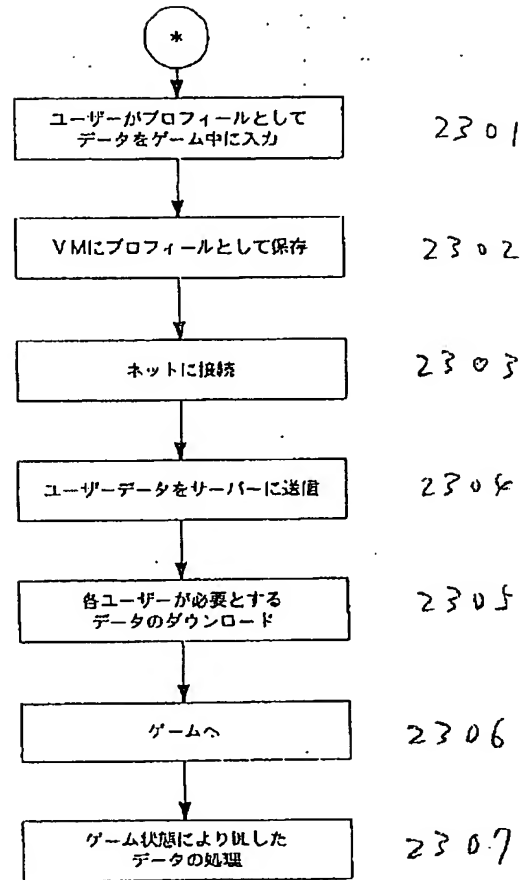 *
ユーザーがプロフィールとして
データをゲーム中に入力
2301
VMにプロフィールとして保存
2302
ネットに接続
2303
ユーザーデータをサーバーに送信
2304
各ユーザーが必要とする
データのダウンロード
2305
ゲームへ
2306
ゲーム状態により
データの処理
2307